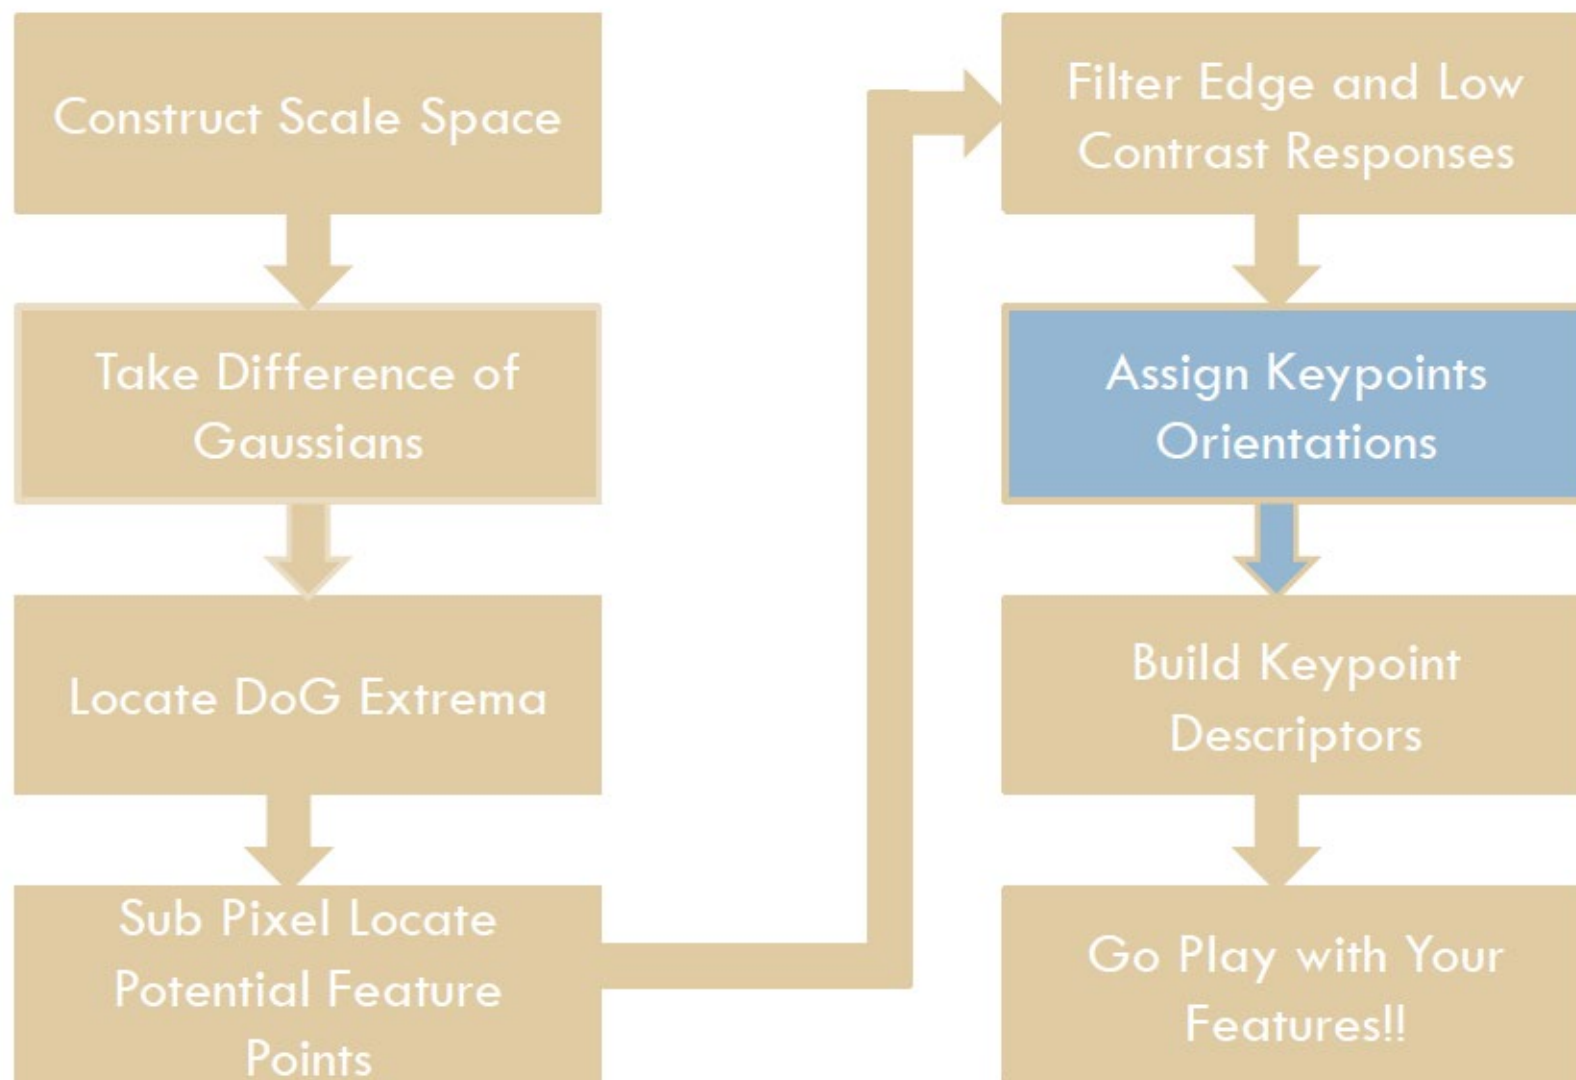 Construct Scale Space
Take Difference of
Gaussians
Locate DoG Extrema
Sub Pixel Locate
Potential Feature
Points
Filter Edge and Low
Contrast Responses
Assign Keypoints
Orientations
Build Keypoint
Descriptors
Go Play with Your
Features!!